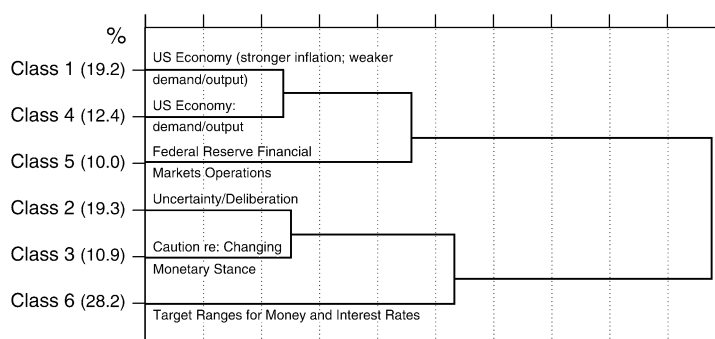 %
US Economy (stronger inflation; weaker
Class 1 (19.2)
demand/output)
US Economy:
Class 4 (12.4)
demand/output
Federal Reserve Financial
Class 5 (10.0)
Markets Operations
Uncertainty/Deliberation
Class 2 (19.3)
Caution re: Changing
Class 3 (10.9)
Monetary Stance
Class 6 (28.2)
Target Ranges for Money and Interest Rates